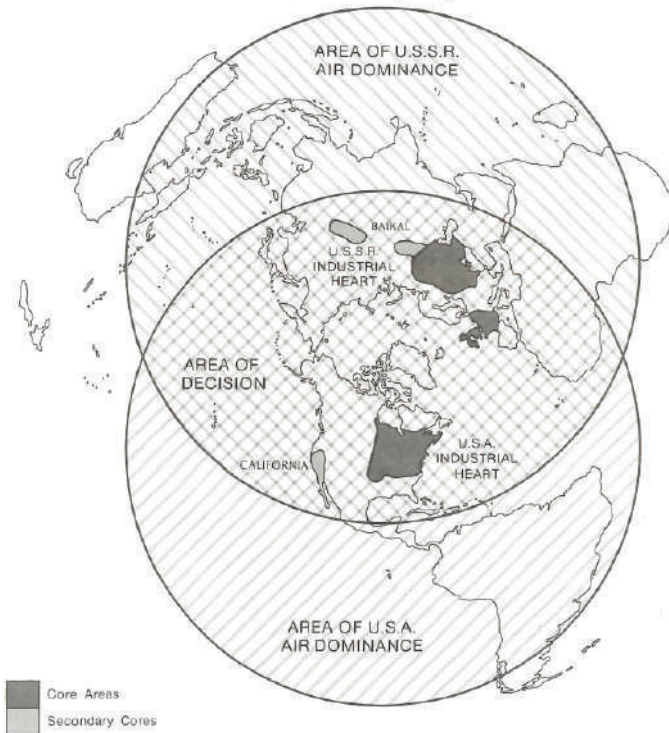 AREA OF U.S.S.R.
AIR DOMINANCE
BAIKAL
U.S.S.R.
INDUSTRIAL
HEART
AREA OF
DECISION
U.S.A.
INDUSTRIAL
HEART
CALIFORNIA
AREA OF U.S.A.
AIR DOMINANCE
Core Areas
Secondary Cores